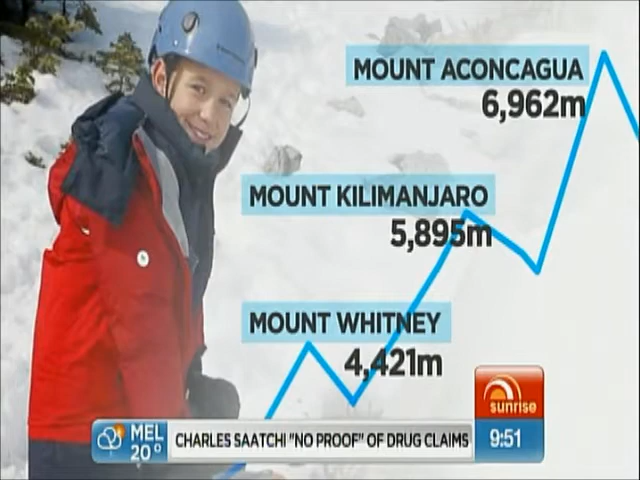 MOUNT ACONCAGUA
6,962m
MOUNT KILIMANJARO
5,895m
MOUNT WHITNEY
4,421m
sunrise
MEL
20°
CHARLES SAATCHI "NO PROOF" OF DRUG CLAIMS
9:51